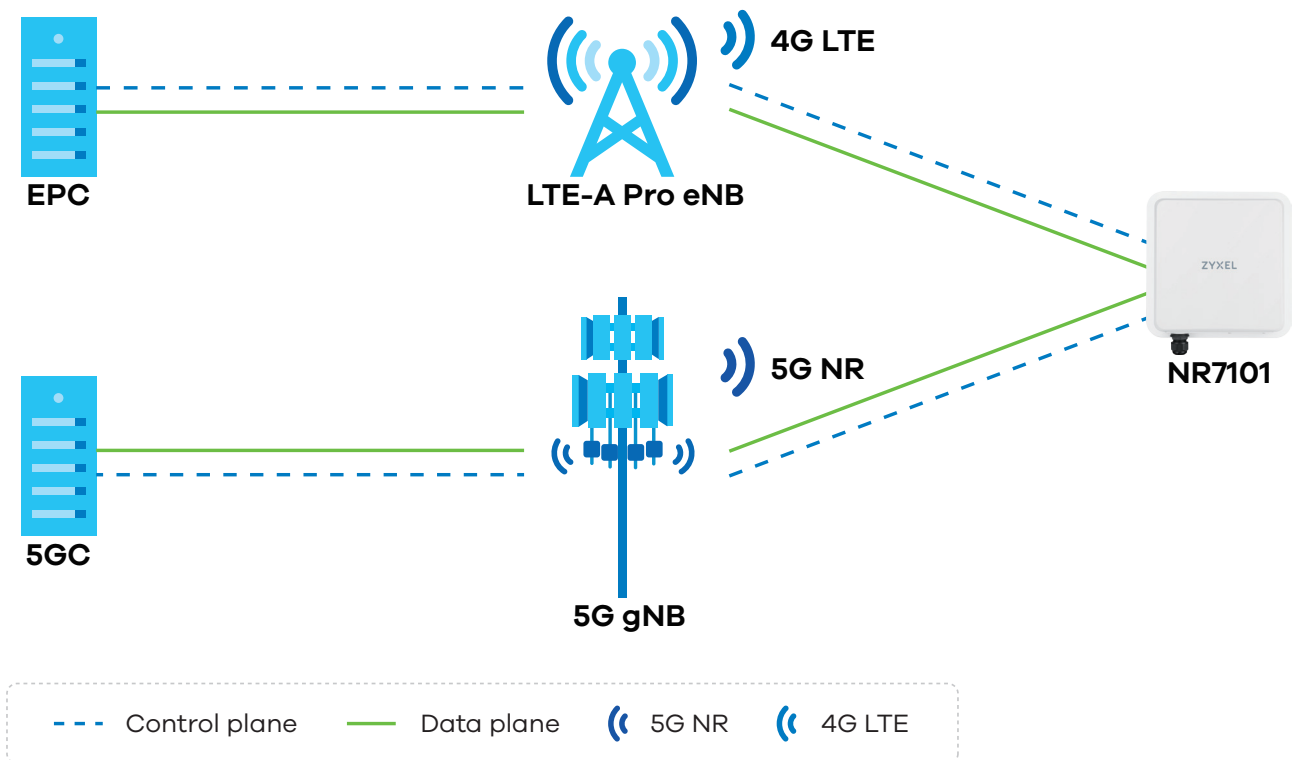 4G LTE
EPC
LTE-A Pro eNB
ZYXEL
5G NR
NR7101
5GC
5G gNB
Control plane
Data plane
5G NR
4G LTE